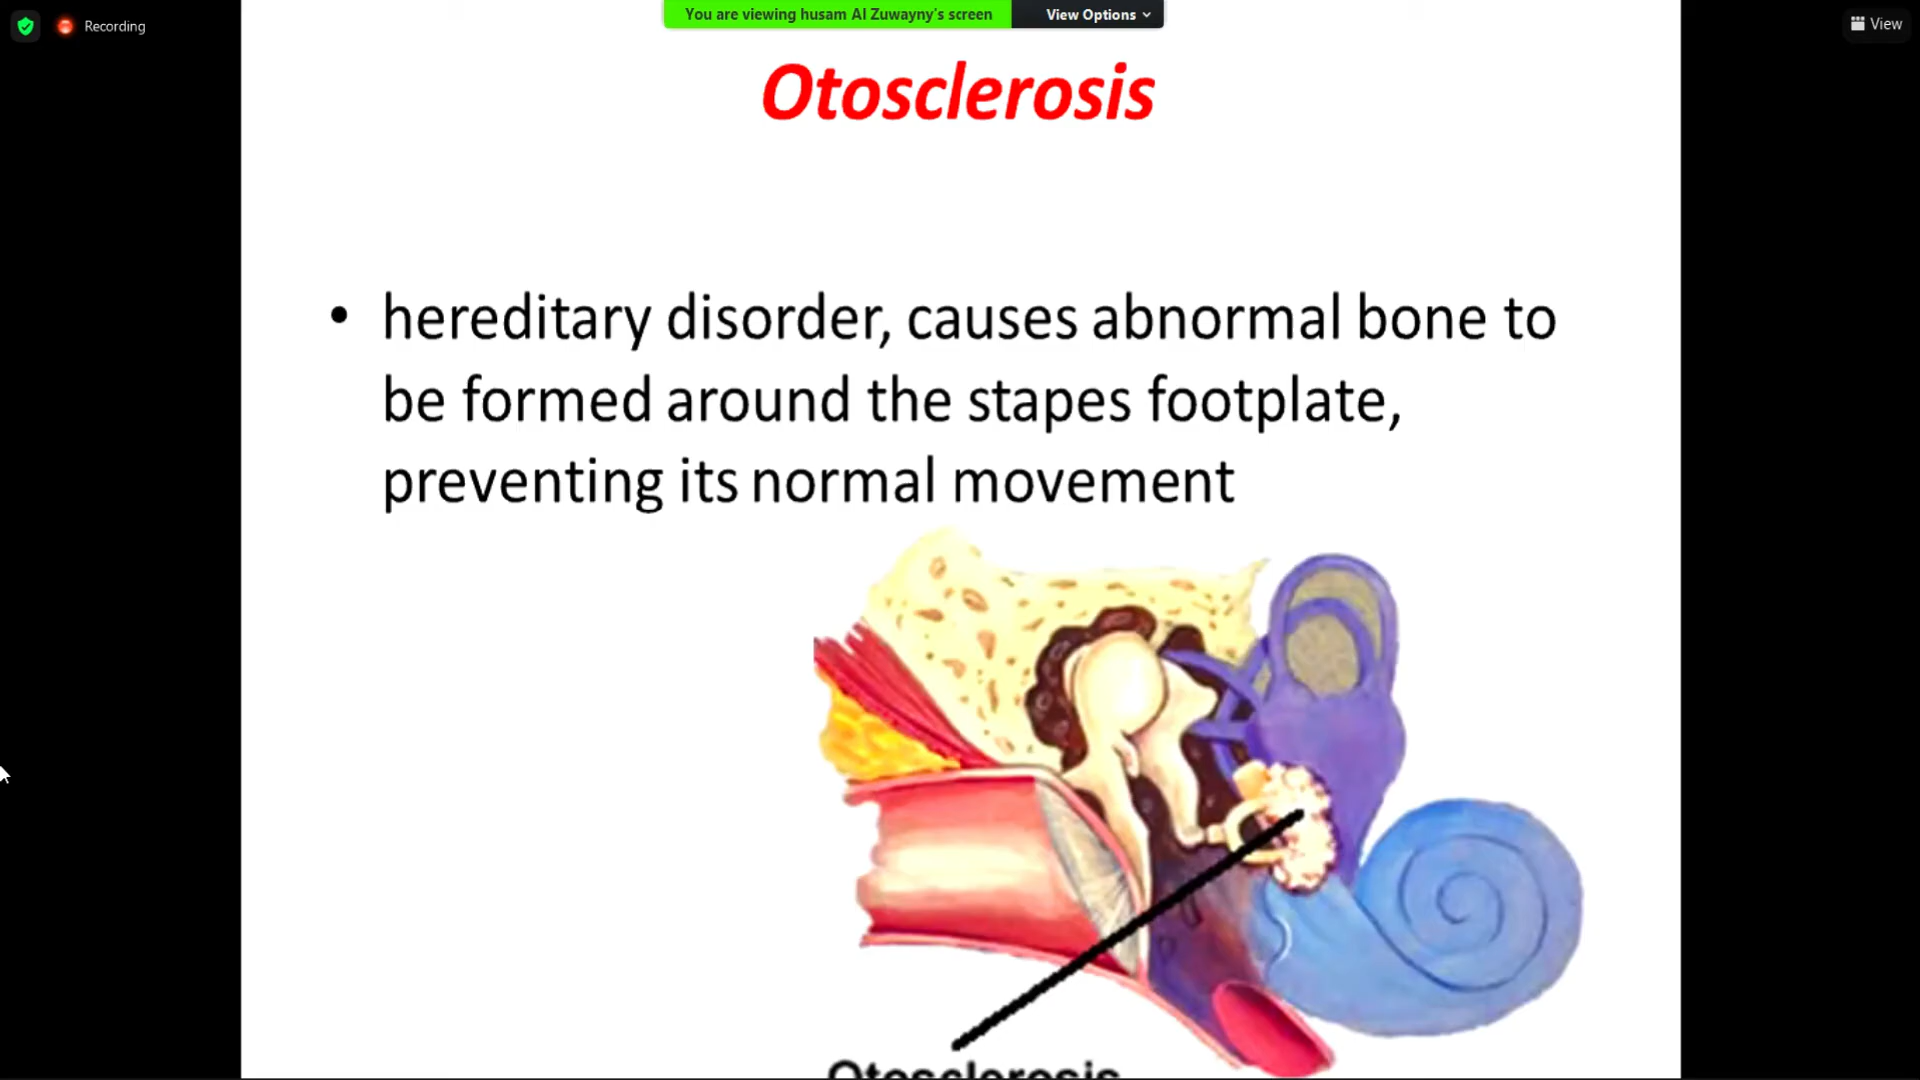 Recording
You are viewing husam Al Zuwayny's screen
View Options
View
Otosclerosis
• hereditary disorder, causes abnormal bone to
be formed around the stapes footplate,
preventing its normal movement
Otosclerosis